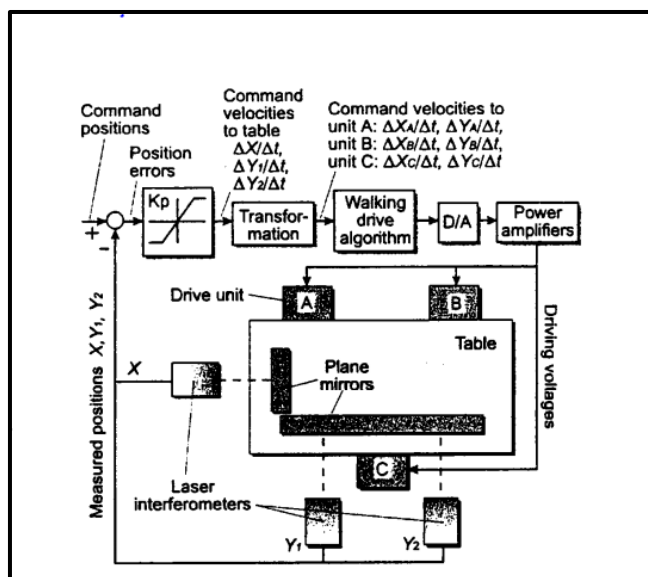 Command
positions
Position
errors
Command
velocities
to table
ΔX/Δt,
ΔY1/Δt,
ΔY2/Δt
Command velocities to
unit A: ΔXA/Δt, ΔYA/Δt,
unit B: ΔXB/Δt, ΔYB/Δt,
unit C: ΔXC/Δt, ΔYC/Δt
+
-
Kp
Transfor-
mation
Walking
drive
algorithm
D/A
Power
amplifiers
Drive unit
A
B
Table
Plane
mirrors
X
Measured positions X, Y1, Y2
Driving voltages
C
Laser
interferometers
Y1
Y2